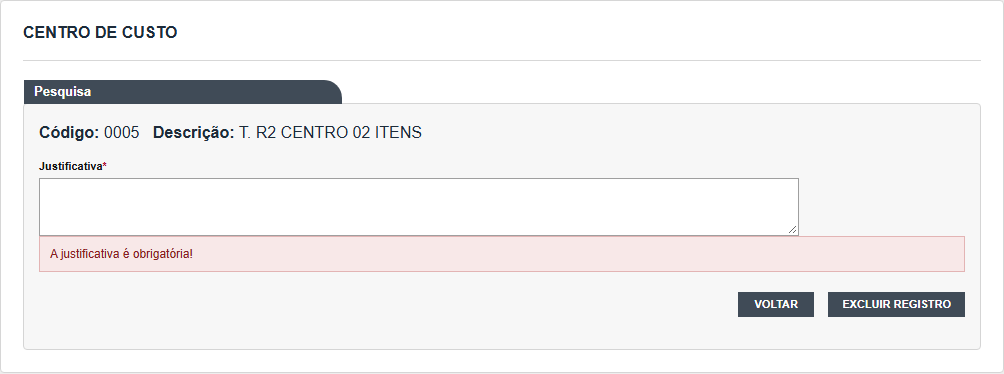 CENTRO DE CUSTO
Pesquisa
Código: 0005 Descrição: T. R2 CENTRO 02 ITENS
Justificativa*
A justificativa é obrigatória!
VOLTAR EXCLUIR REGISTRO